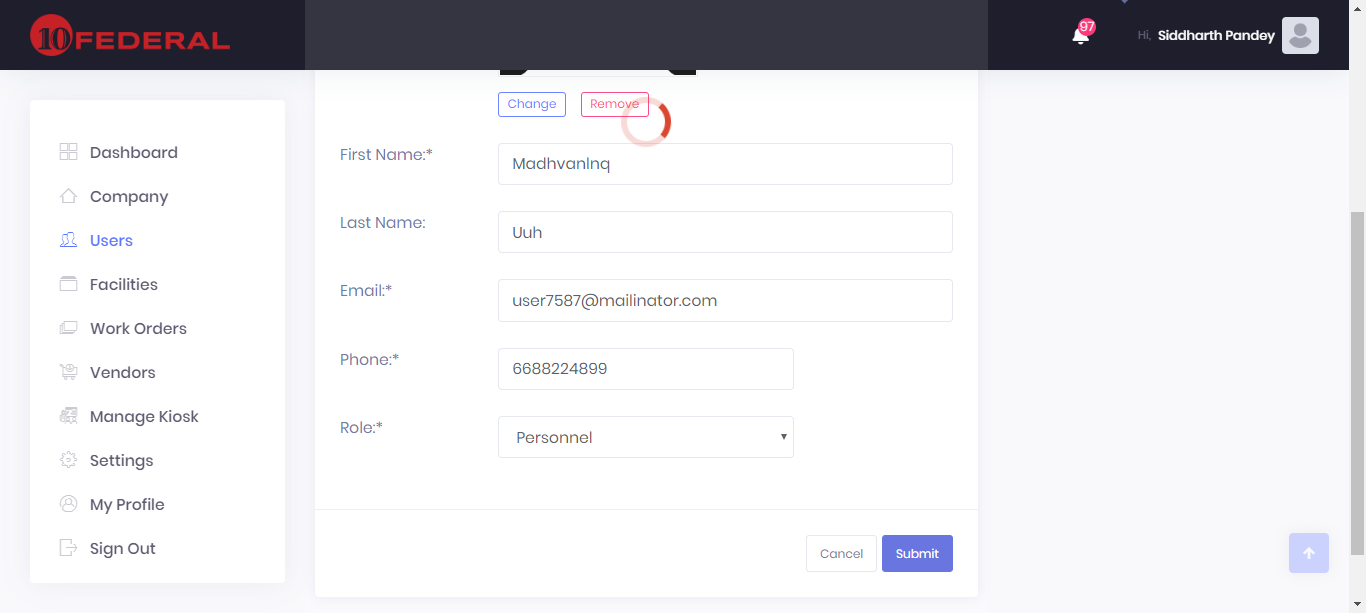 10 FEDERAL
97
Hi, Siddharth Pandey
Dashboard
Company
Users
Facilities
Work Orders
Vendors
Manage Kiosk
Settings
My Profile
Sign Out
Change Remove
First Name:* MadhvanInq
Last Name: Uuh
Email:* user7587@mailinator.com
Phone:* 6688224899
Role:* Personnel
Cancel Submit